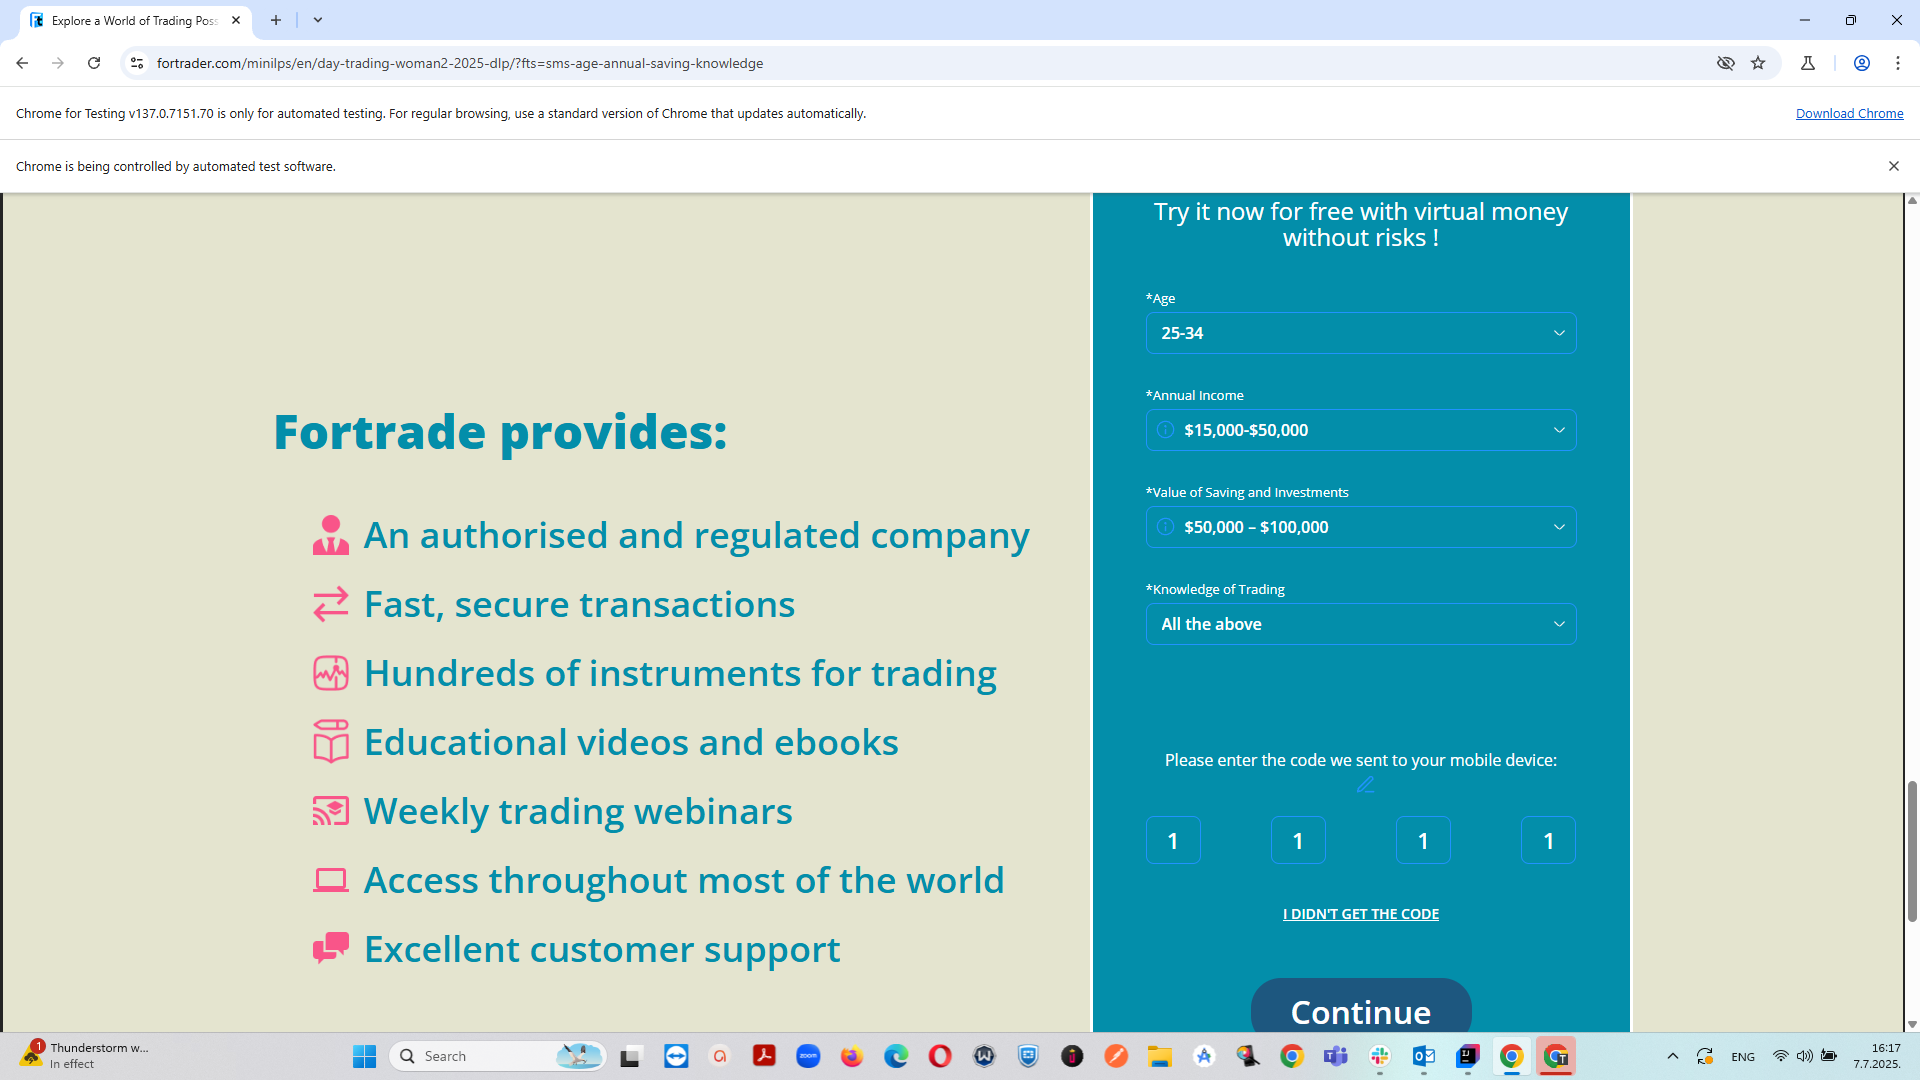 Explore a World of Trading Poss
fortrader.com/minilps/en/day-trading-woman2-2025-dlp/?fts=sms-age-annual-saving-knowledge
Chrome for Testing v137.0.7151.70 is only for automated testing. For regular browsing, use a standard version of Chrome that updates automatically.
Download Chrome
Chrome is being controlled by automated test software.
Fortrade provides:
An authorised and regulated company
Fast, secure transactions
Hundreds of instruments for trading
Educational videos and ebooks
Weekly trading webinars
Access throughout most of the world
Excellent customer support
Try it now for free with virtual money
without risks !
*Age
25-34
*Annual Income
$15,000-$50,000
*Value of Saving and Investments
$50,000 – $100,000
*Knowledge of Trading
All the above
Please enter the code we sent to your mobile device:
1 1 1 1
I DIDN'T GET THE CODE
Continue
1
Thunderstorm w...
In effect
Search
zoom
ENG
16:17
7.7.2025.